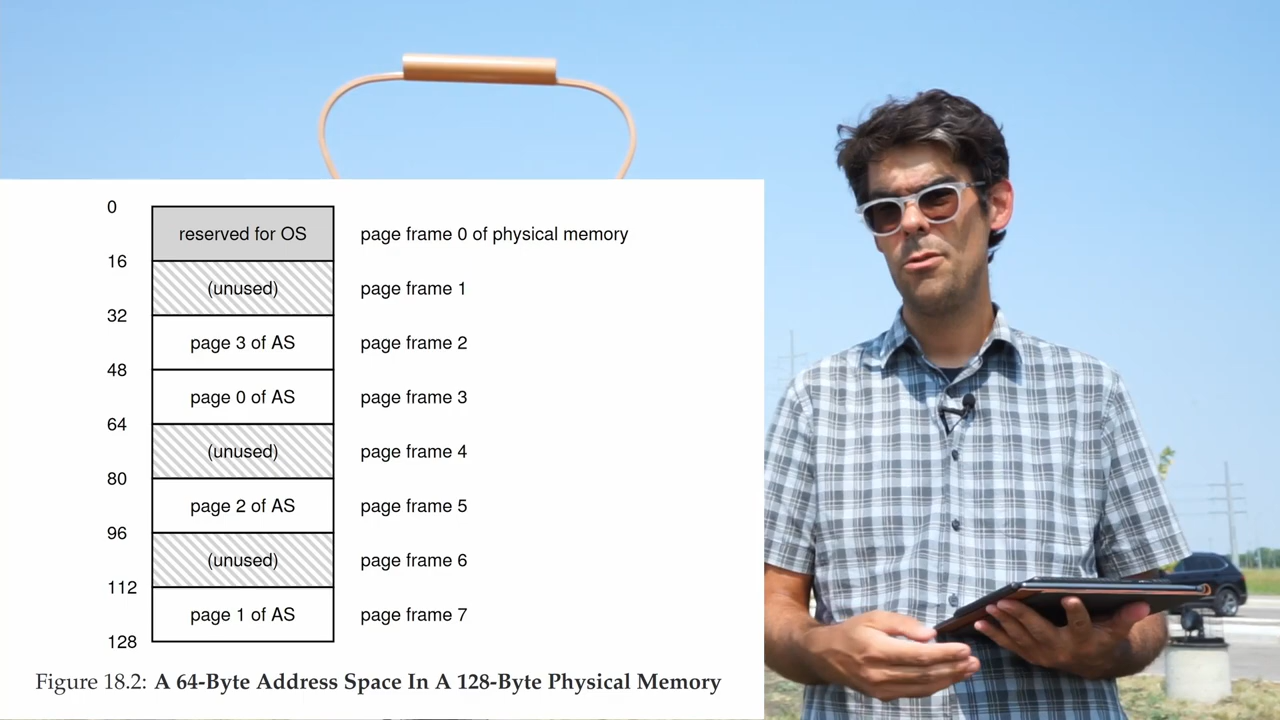 0
reserved for OS page frame 0 of physical memory
16
(unused) page frame 1
32
page 3 of AS page frame 2
48
page 0 of AS page frame 3
64
(unused) page frame 4
80
page 2 of AS page frame 5
96
(unused) page frame 6
112
page 1 of AS page frame 7
128
Figure 18.2: A 64-Byte Address Space In A 128-Byte Physical Memory